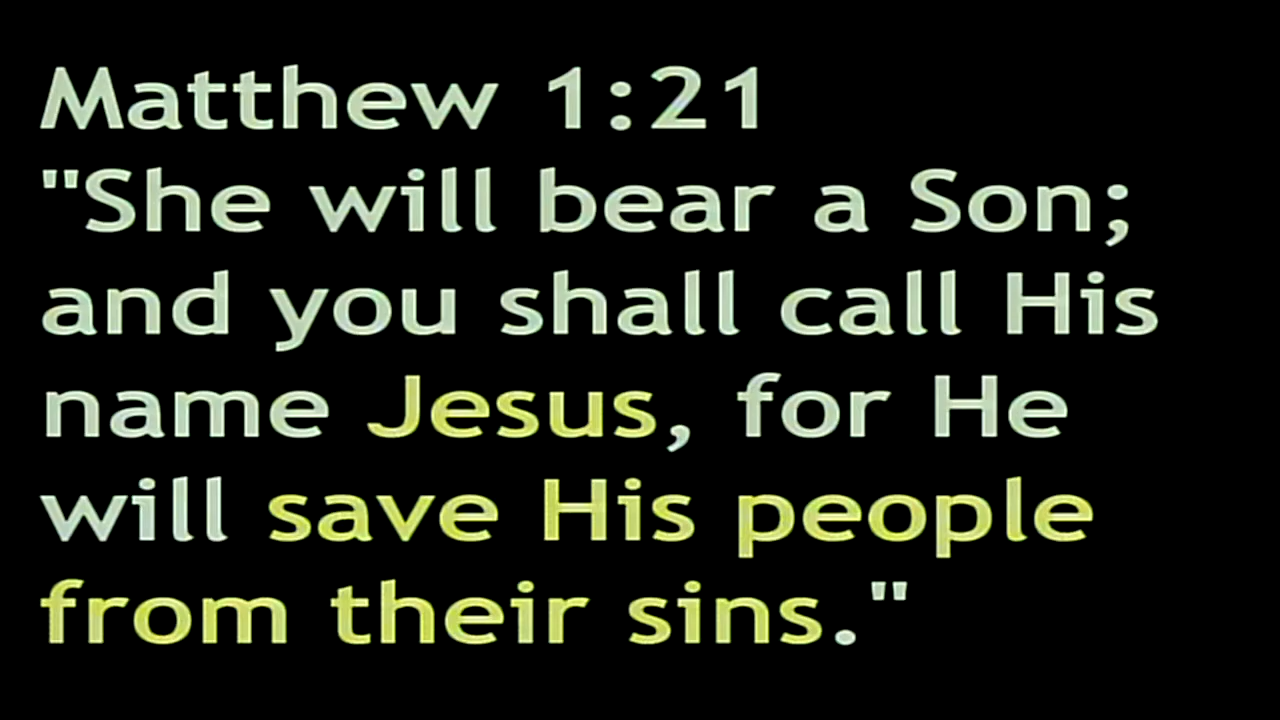 Matthew 1:21
"She will bear a Son;
and you shall call His
name Jesus, for He
will save His people
from their sins."